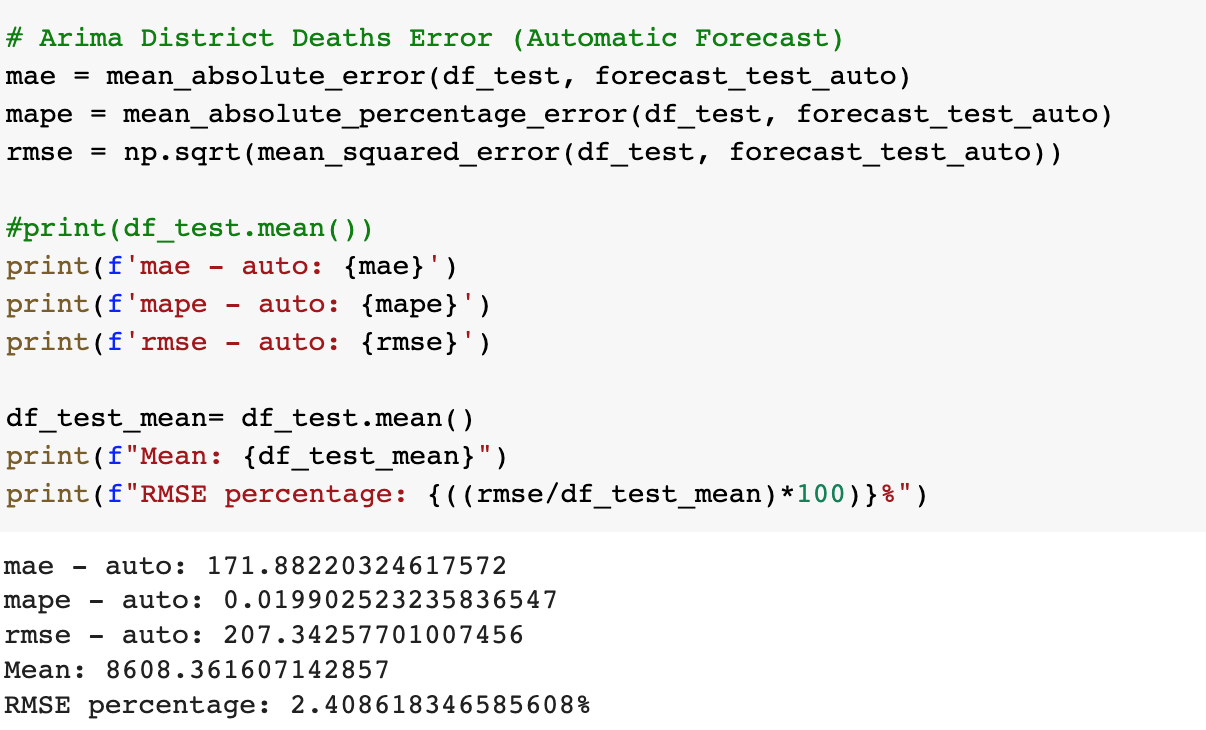 # Arima District Deaths Error (Automatic Forecast)
mae = mean_absolute_error(df_test, forecast_test_auto)
mape = mean_absolute_percentage_error(df_test, forecast_test_auto)
rmse = np.sqrt(mean_squared_error(df_test, forecast_test_auto))
#print(df_test.mean())
print(f'mae - auto: {mae}')
print(f'mape - auto: {mape}')
print(f'rmse - auto: {rmse}')
df_test_mean= df_test.mean()
print(f"Mean: {df_test_mean}")
print(f"RMSE percentage: {((rmse/df_test_mean)*100)}%")
mae - auto: 171.88220324617572
mape - auto: 0.019902523235836547
rmse - auto: 207.34257701007456
Mean: 8608.361607142857
RMSE percentage: 2.408618346585608%